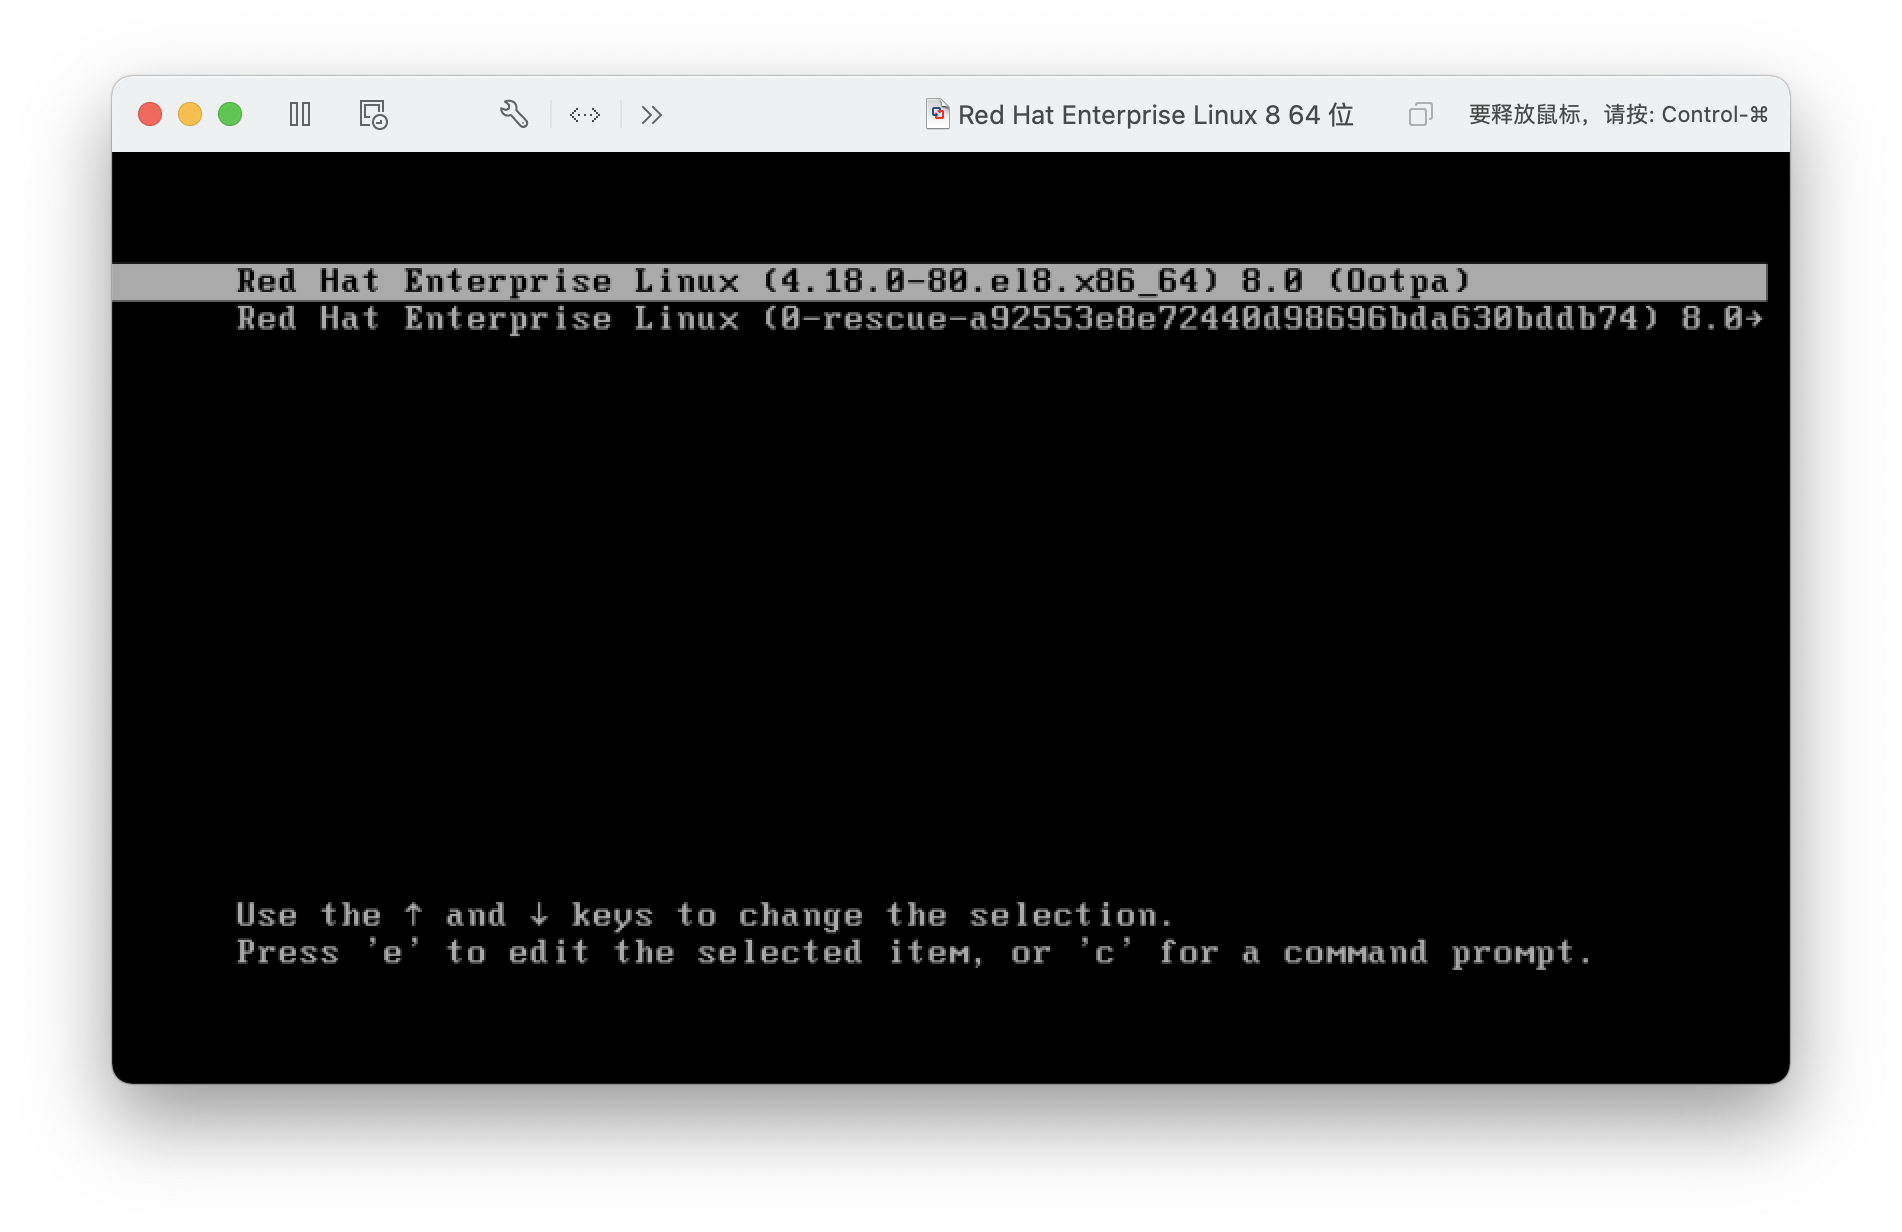 Red Hat Enterprise Linux 8 64 位
要释放鼠标，请按: Control-⌘
Red Hat Enterprise Linux (4.18.0-80.el8.x86_64) 8.0 (Ootpa)
Red Hat Enterprise Linux (0-rescue-a92553e8e72440d98696bda630bddb74) 8.0→
Use the ↑ and ↓ keys to change the selection.
Press 'e' to edit the selected item, or 'c' for a command prompt.